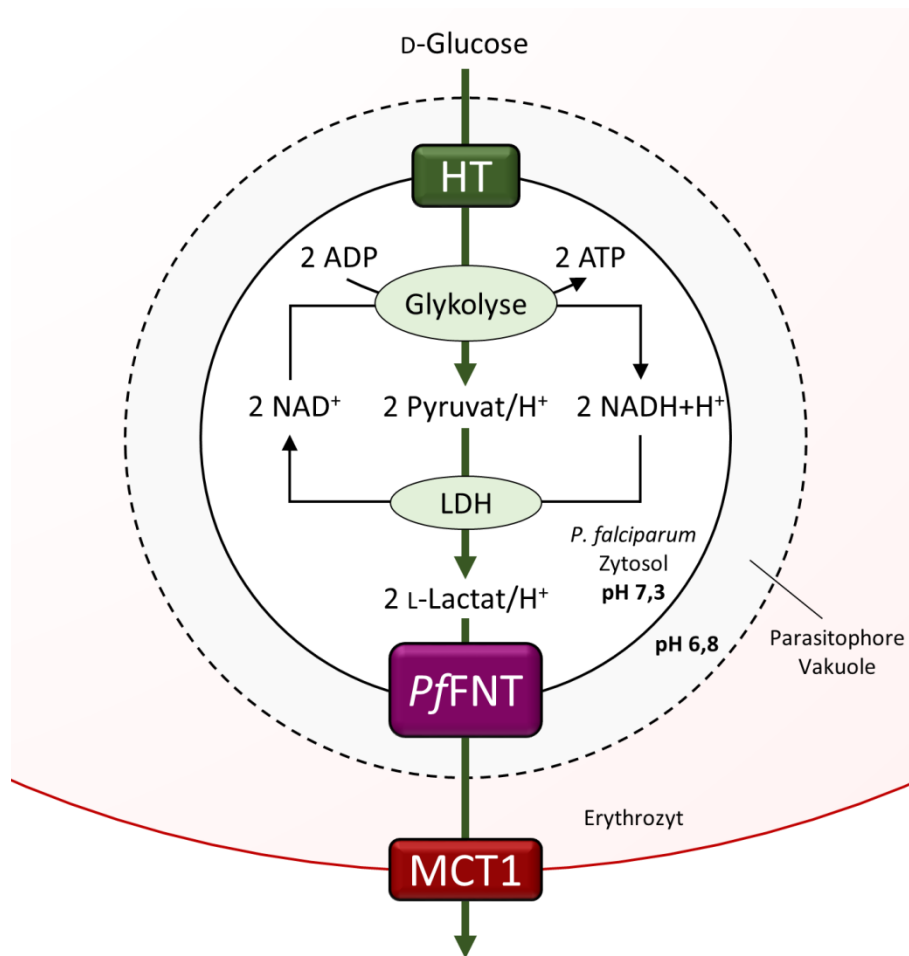 D-Glucose
HT
2 ADP
2 ATP
Glykolyse
2 NAD⁺
2 Pyruvat/H⁺
2 NADH+H⁺
LDH
P. falciparum
Zytosol
pH 7,3
2 L-Lactat/H⁺
pH 6,8
Parasitophore
Vakuole
PfFNT
Erythrozyt
MCT1